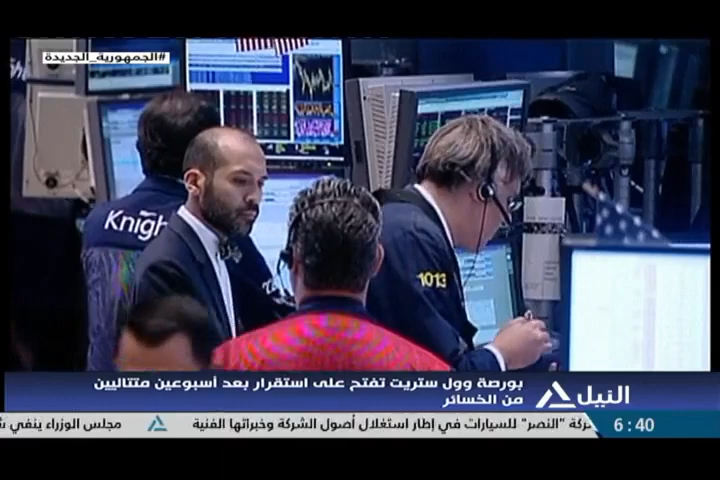 #الجمهورية_الجديدة
Knight
Knigh
1013
بورصة وول ستريت تفتح على استقرار بعد أسبوعين متتاليين
من الخسائر
النيل
"النصر" للسيارات في إطار استغلال أصول الشركة وخبراتها الفنية
مجلس الوزراء ينفي
6:40